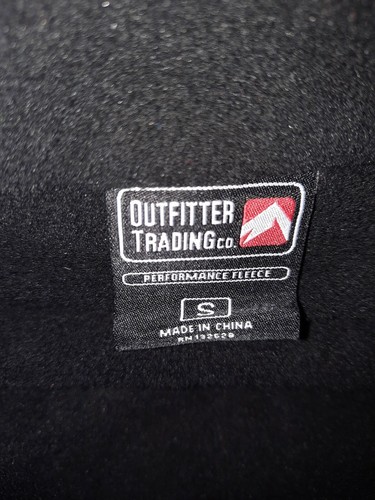 OUTFITTER
TRADING CO.
PERFORMANCE FLEECE
S
MADE IN CHINA
RN 132628